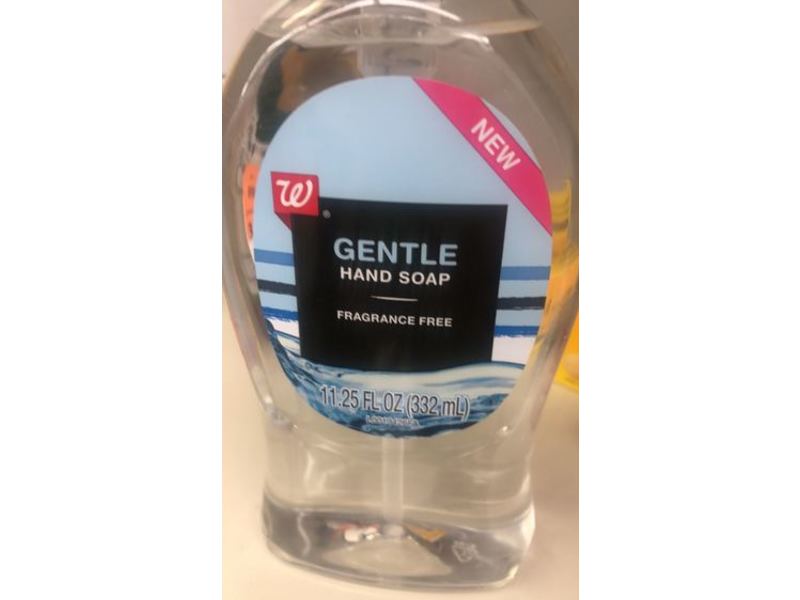 NEW
W®
GENTLE
HAND SOAP
FRAGRANCE FREE
11.25 FL OZ (332 mL)